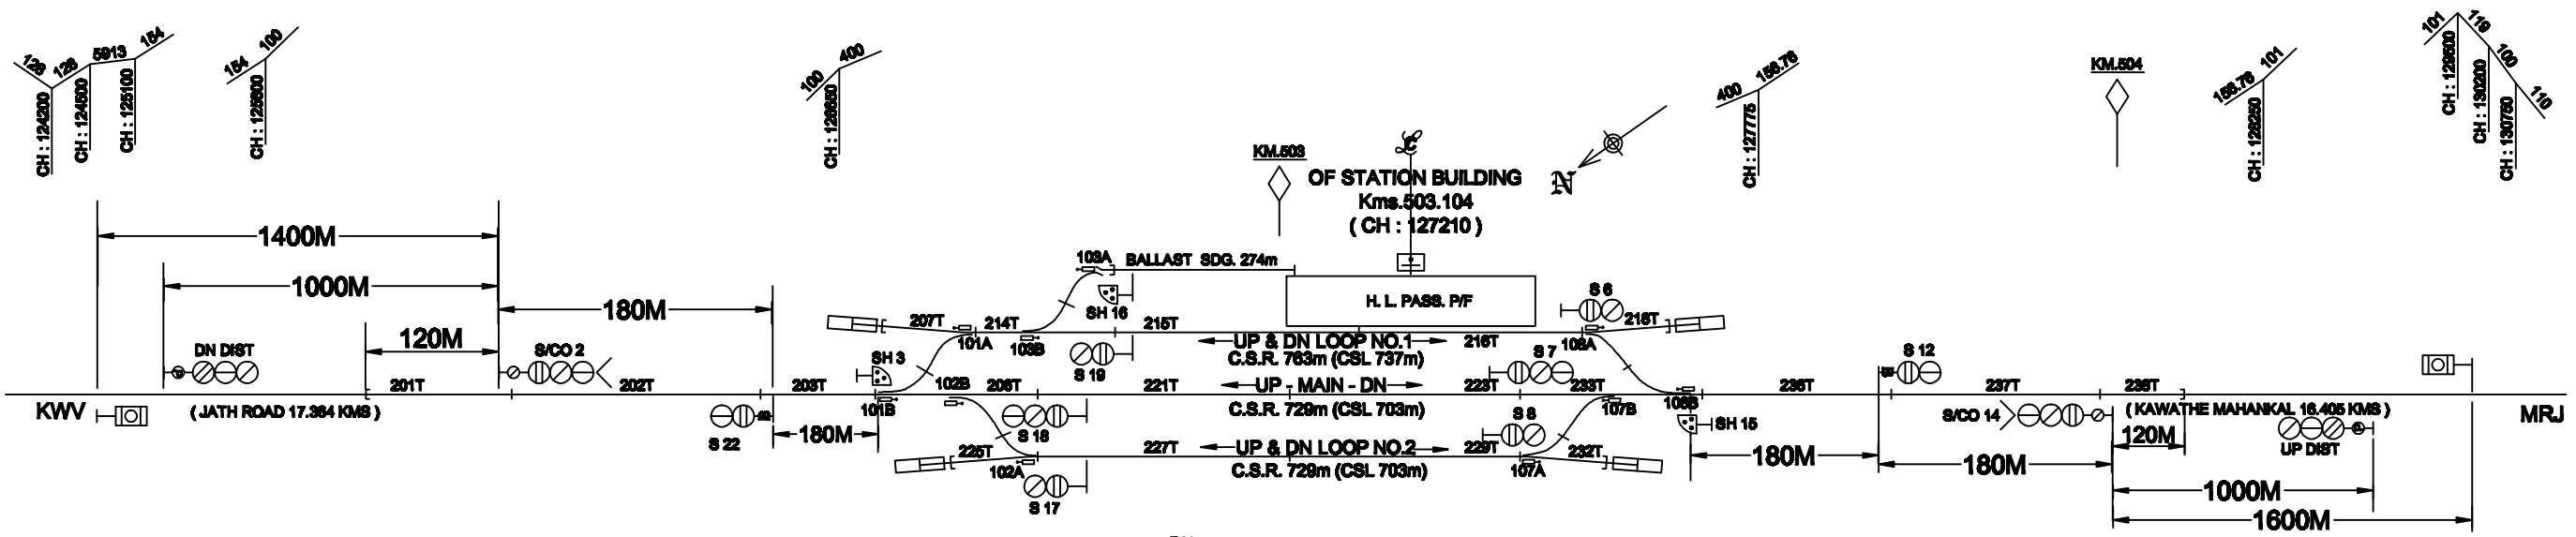 128
128
5913
154
CH : 124200
CH : 124500
CH : 125100
154
100
CH : 125800
100
400
CH : 126650
KM.503
OF STATION BUILDING
Kms.503.104
( CH : 127210 )
N
400
156.76
CH : 127775
KM.504
156.76
101
CH : 128250
101
119
100
110
CH : 129500
CH : 130200
CH : 130750
1400M
1000M
180M
120M
DN DIST
S/CO 2
201T
202T
203T
KWV
( JATH ROAD 17.364 KMS )
S 22
180M
SH 3
101B
207T
101A
214T
103B
103A
BALLAST SDG. 274m
SH 16
215T
H. L. PASS. P/F
S 6
UP & DN LOOP NO.1
C.S.R. 763m (CSL 737m)
216T
218T
108A
S 19
102B
206T
221T
UP - MAIN - DN
C.S.R. 729m (CSL 703m)
S 7
223T
233T
S 18
S 8
107B
108B
225T
102A
227T
UP & DN LOOP NO.2
C.S.R. 729m (CSL 703m)
229T
232T
107A
S 17
SH 15
236T
S 12
237T
238T
S/CO 14
( KAWATHE MAHANKAL 16.405 KMS )
MRJ
UP DIST
120M
180M
180M
1000M
1600M